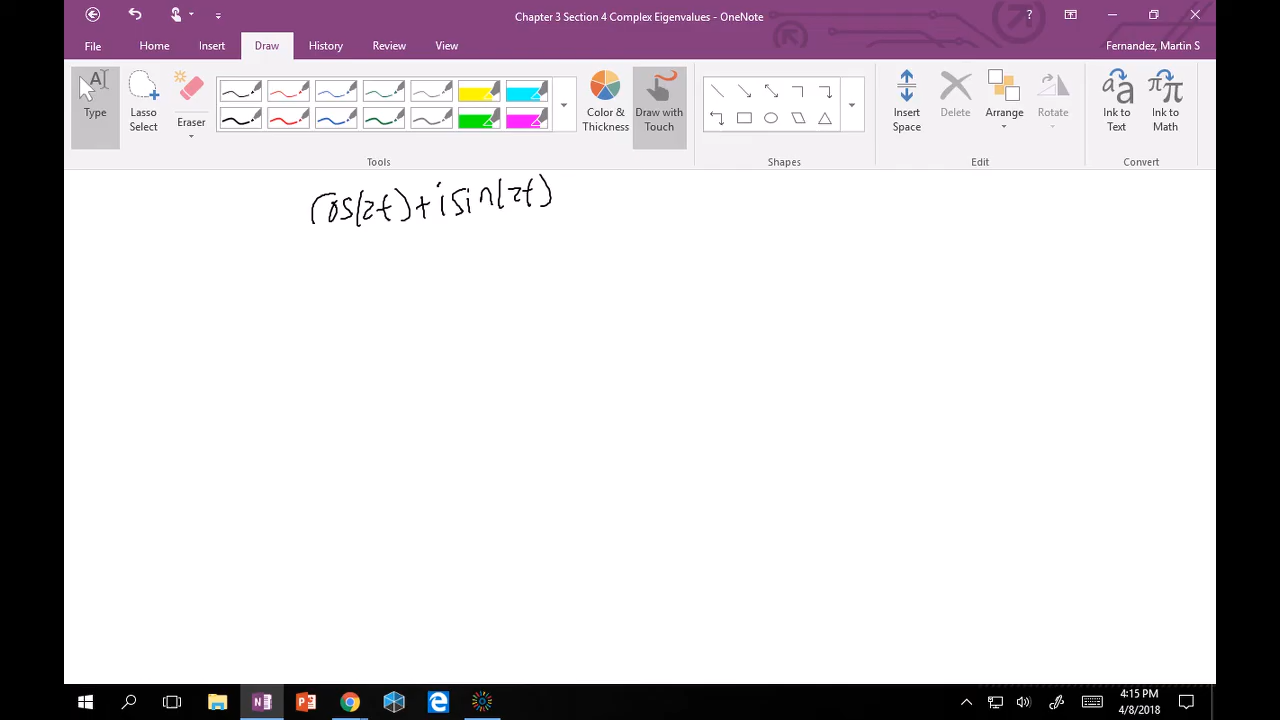 Chapter 3 Section 4 Complex Eigenvalues - OneNote
?
File
Home
Insert
Draw
History
Review
View
Fernandez, Martin S
Type
Lasso Select
Eraser
Color & Thickness
Draw with Touch
Insert Space
Delete
Arrange
Rotate
Ink to Text
Ink to Math
Tools
Shapes
Edit
Convert
cos(2t)+isin(2t)
4:15 PM
4/8/2018